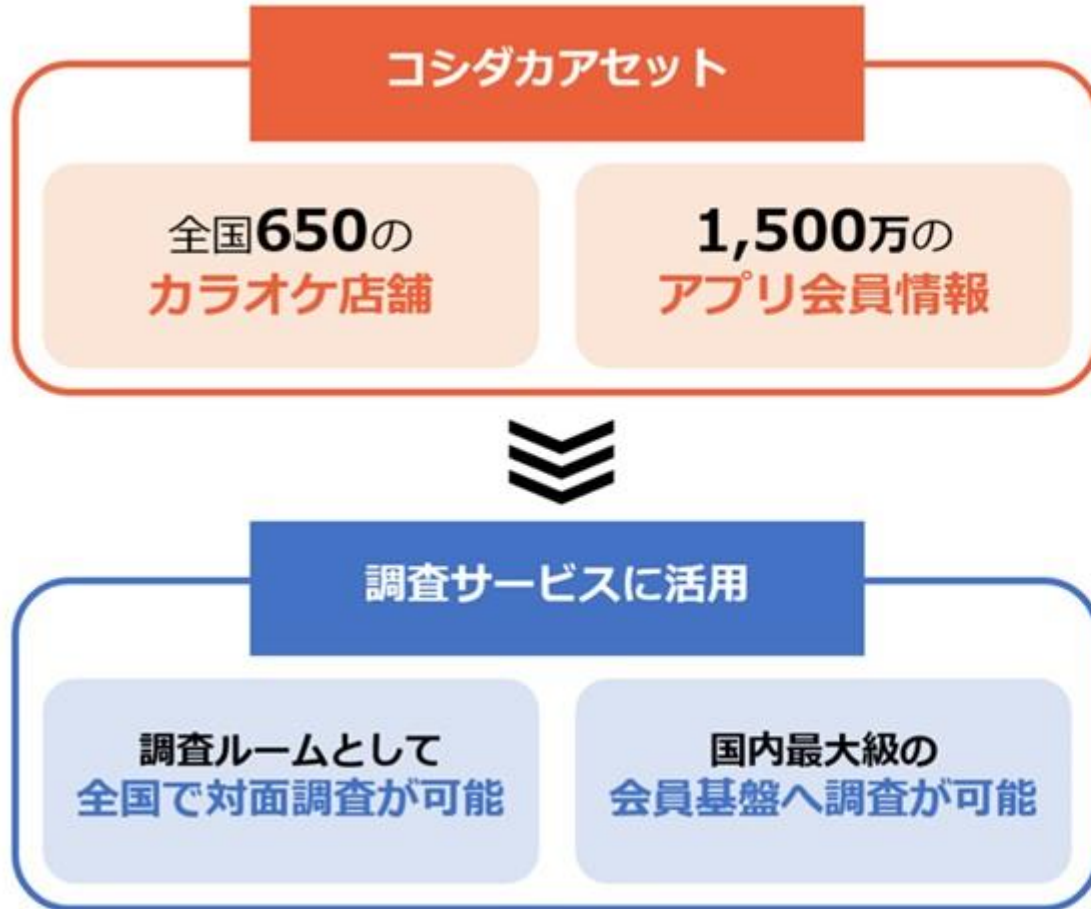 コシダカアセット
全国650の
カラオケ店舗
1,500万の
アプリ会員情報
調査サービスに活用
調査ルームとして
全国で対面調査が可能
国内最大級の
会員基盤へ調査が可能